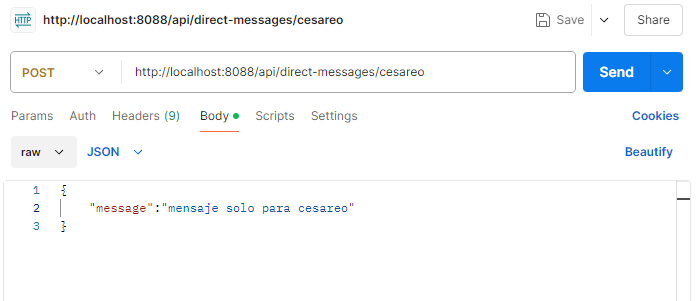 HTTP http://localhost:8088/api/direct-messages/cesareo Save Share
POST http://localhost:8088/api/direct-messages/cesareo Send
Params Auth Headers (9) Body Scripts Settings Cookies
raw JSON Beautify
1 {
2 "message":"mensaje solo para cesareo"
3 }